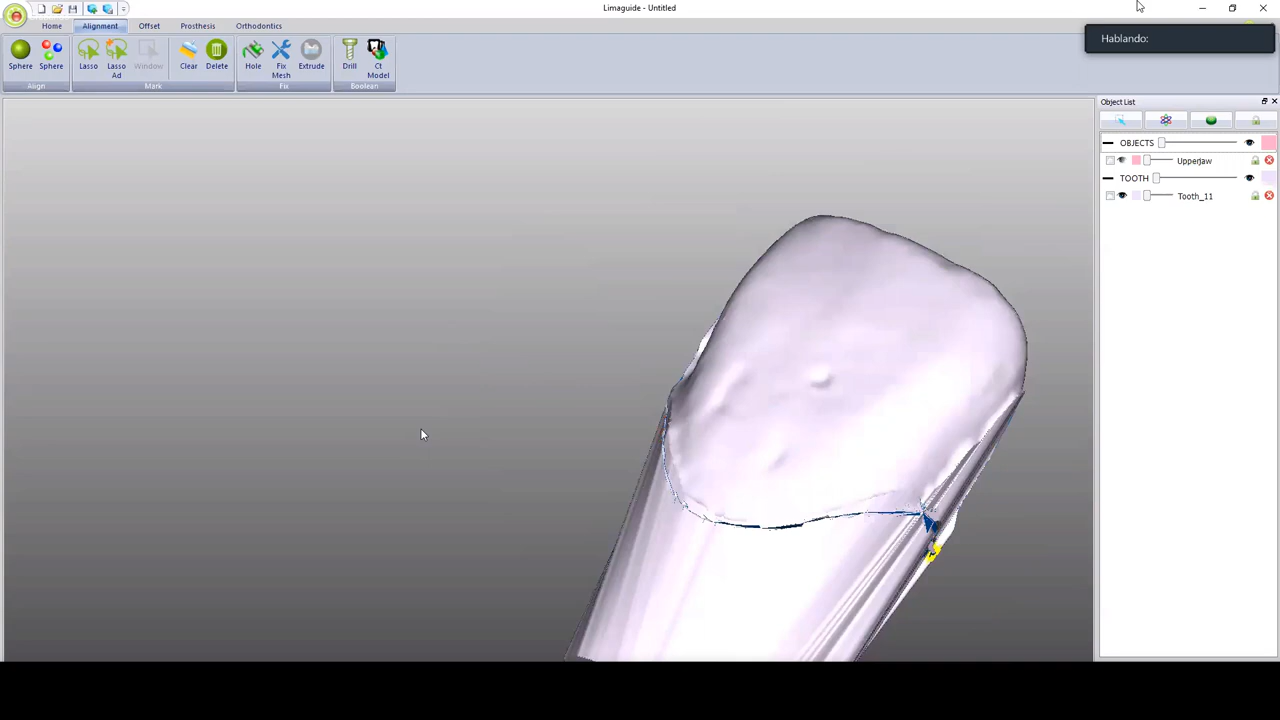 Limaguide - Untitled
Home Alignment Offset Prosthesis Orthodontics
Hablando:
Sphere Sphere Lasso Lasso Ad Window Clear Delete Hole Fix Mesh Extrude Drill Ct Model
Align Mark Fix Boolean
Object List
OBJECTS
Upperjaw
TOOTH
Tooth_11